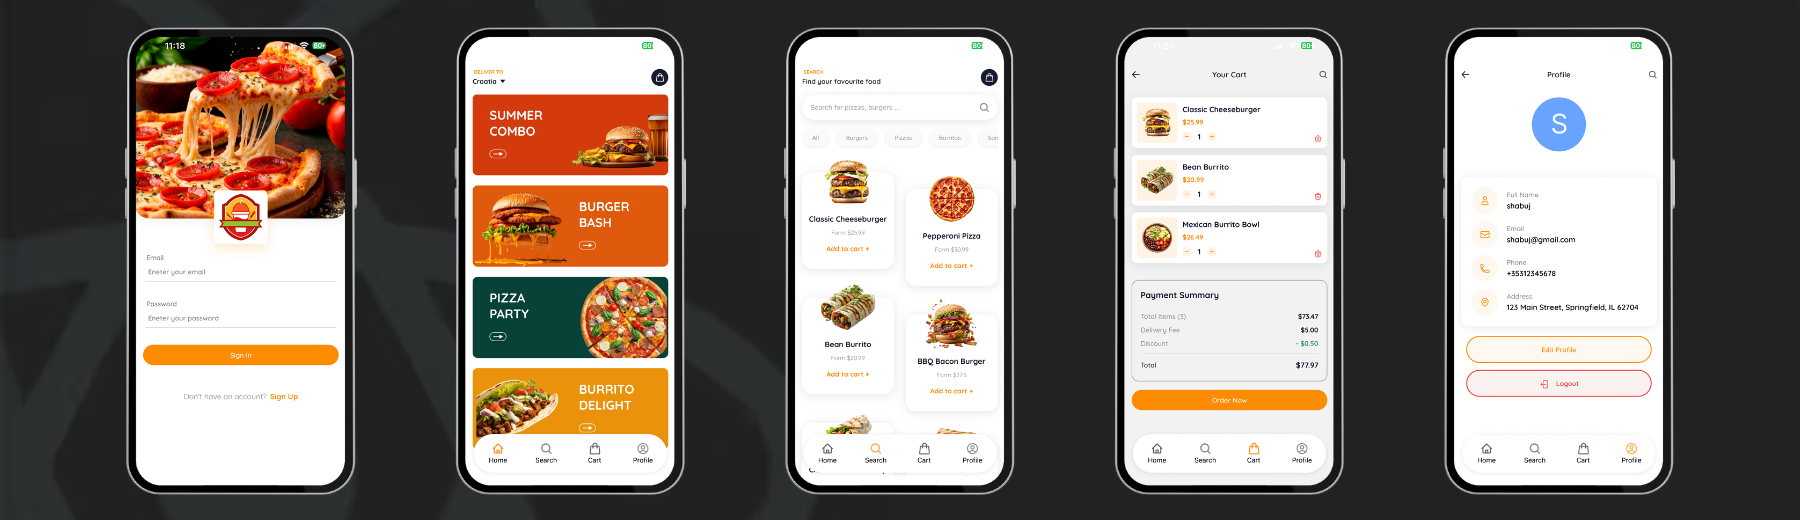 11:18
80+
Email
Eneter your email
Password
Eneter your password
Sign In
Don't have an account? Sign Up
80
DELIVER TO
Croatia
SUMMER
COMBO
BURGER
BASH
PIZZA
PARTY
BURRITO
DELIGHT
Home Search Cart Profile
80
SEARCH
Find your favourite food
Search for pizzas, burgers ...
All Burgers Pizzas Burritos San
Classic Cheeseburger
Form $25.99
Add to cart +
Pepperoni Pizza
Form $30.99
Add to cart +
Bean Burrito
Form $20.99
Add to cart +
BBQ Bacon Burger
Form $27.5
Add to cart +
Home Search Cart Profile
11:20
80
Your Cart
Classic Cheeseburger
$25.99
− 1 +
Bean Burrito
$20.99
− 1 +
Mexican Burrito Bowl
$26.49
− 1 +
Payment Summary
Total Items (3) $73.47
Delivery Fee $5.00
Discount - $0.50
Total $77.97
Order Now
Home Search Cart Profile
80
Profile
S
Full Name
shabuj
Email
shabuj@gmail.com
Phone
+35312345678
Address
123 Main Street, Springfield, IL 62704
Edit Profile
Logout
Home Search Cart Profile